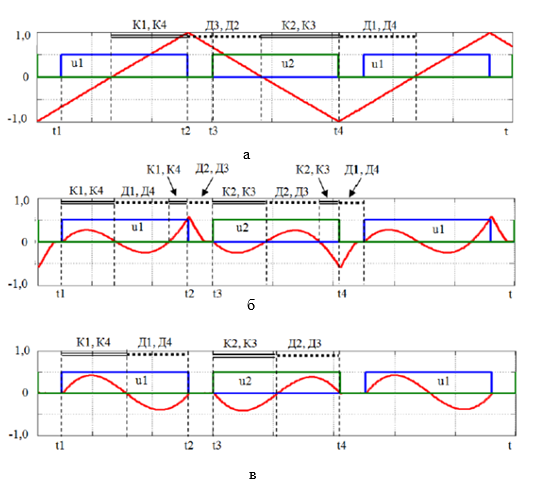 К1, К4 Д3, Д2 К2, К3 Д1, Д4
1,0
u1 u2 u1
0
-1,0
t1 t2 t3 t4 t
а
К1, К4 Д2, Д3 К2, К3 Д1, Д4
1,0 К1, К4 Д1, Д4 К2, К3 Д2, Д3
u1 u2 u1
0
-1,0
t1 t2 t3 t4 t
б
К1, К4 Д1, Д4 К2, К3 Д2, Д3
1,0
u1 u2 u1
0
-1,0
t1 t2 t3 t4 t
в